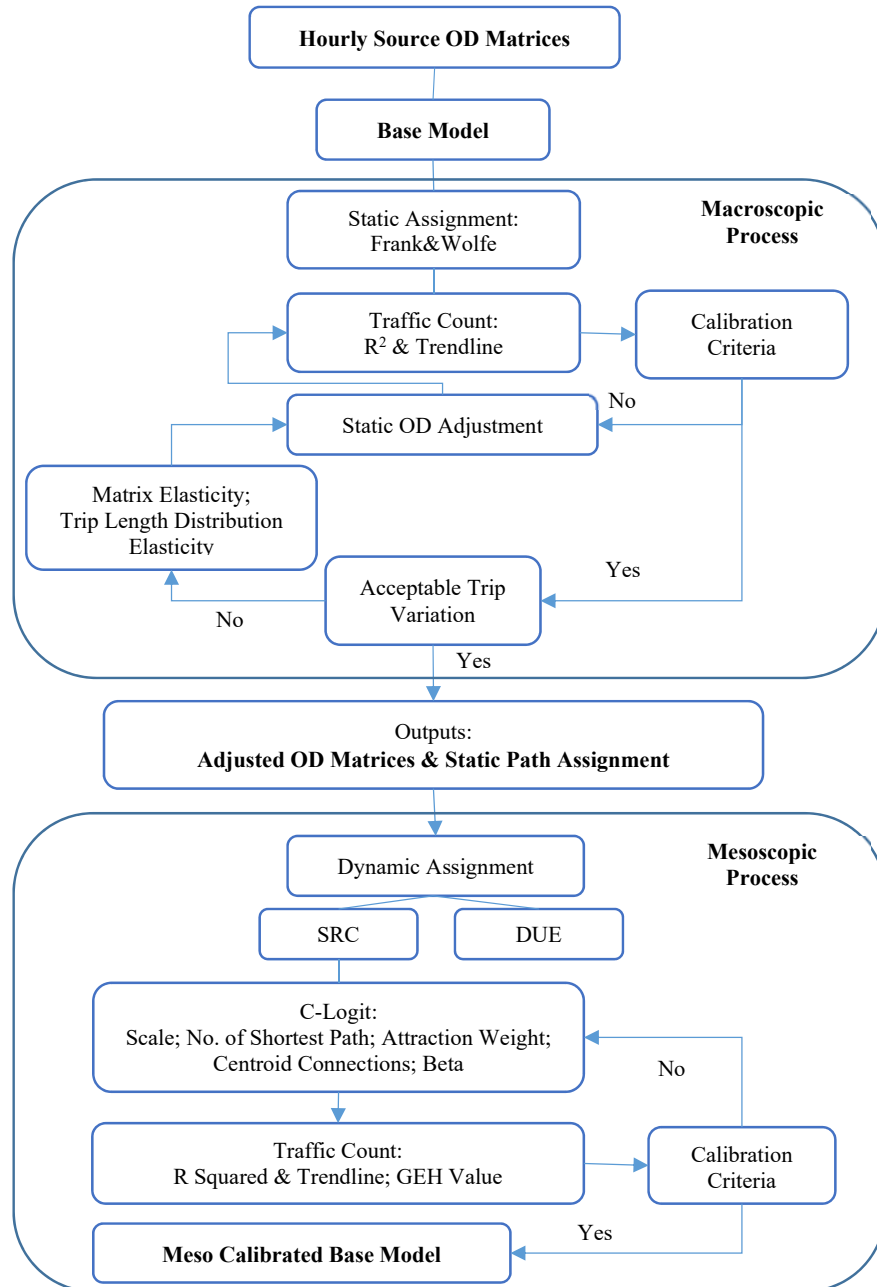 Hourly Source OD Matrices
Base Model
Macroscopic
Process
Static Assignment:
Frank&Wolfe
Traffic Count:
R² & Trendline
Calibration
Criteria
No
Static OD Adjustment
Matrix Elasticity;
Trip Length Distribution
Elasticity
Yes
Acceptable Trip
Variation
No
Yes
Outputs:
Adjusted OD Matrices & Static Path Assignment
Mesoscopic
Process
Dynamic Assignment
SRC
DUE
C-Logit:
Scale; No. of Shortest Path; Attraction Weight;
Centroid Connections; Beta
No
Traffic Count:
R Squared & Trendline; GEH Value
Calibration
Criteria
Yes
Meso Calibrated Base Model